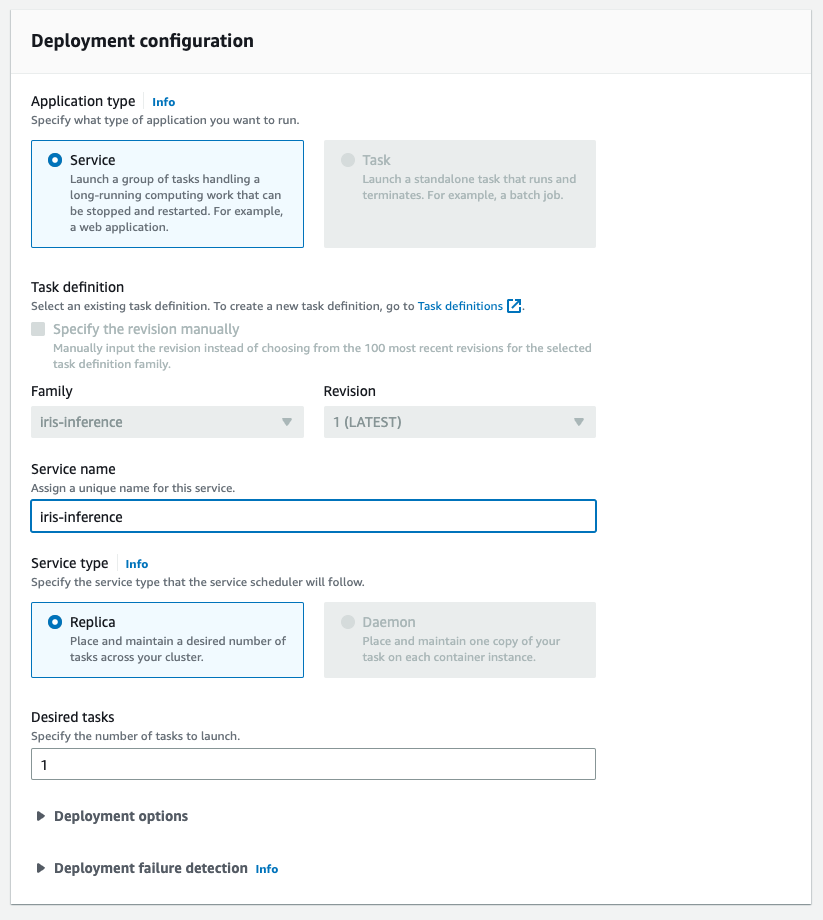 Deployment configuration
Application type Info
Specify what type of application you want to run.
Service
Launch a group of tasks handling a
long-running computing work that can
be stopped and restarted. For example,
a web application.
Task
Launch a standalone task that runs and
terminates. For example, a batch job.
Task definition
Select an existing task definition. To create a new task definition, go to Task definitions.
Specify the revision manually
Manually input the revision instead of choosing from the 100 most recent revisions for the selected
task definition family.
Family
iris-inference
Revision
1 (LATEST)
Service name
Assign a unique name for this service.
iris-inference
Service type Info
Specify the service type that the service scheduler will follow.
Replica
Place and maintain a desired number of
tasks across your cluster.
Daemon
Place and maintain one copy of your
task on each container instance.
Desired tasks
Specify the number of tasks to launch.
1
Deployment options
Deployment failure detection Info